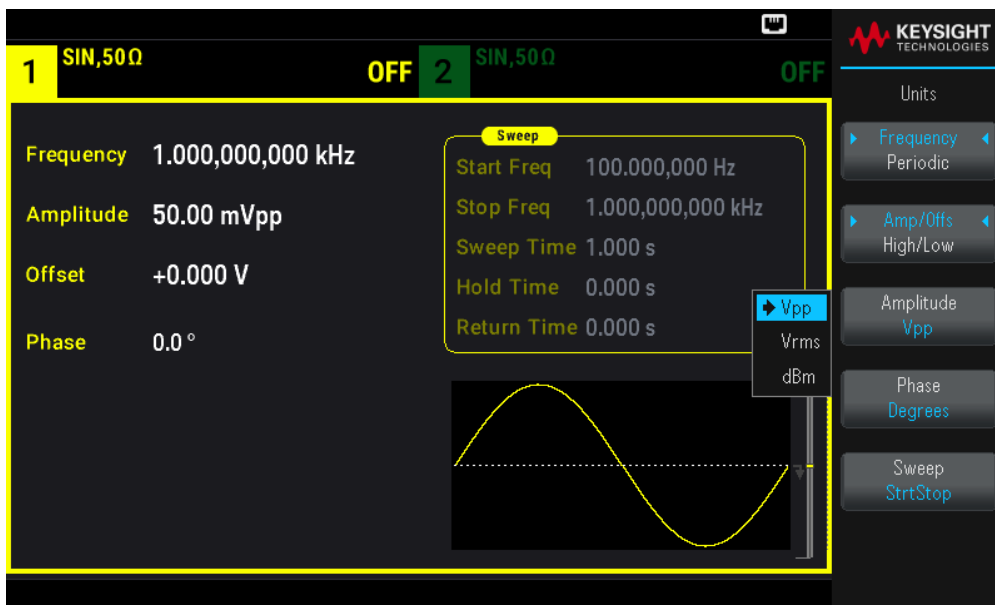 KEYSIGHT
TECHNOLOGIES
1 SIN,50Ω OFF 2 SIN,50Ω OFF
Units
Frequency
Periodic
Amp/Offs
High/Low
Amplitude
Vpp
Phase
Degrees
Sweep
StrtStop
Frequency 1.000,000,000 kHz
Amplitude 50.00 mVpp
Offset +0.000 V
Phase 0.0 °
Sweep
Start Freq 100.000,000 Hz
Stop Freq 1.000,000,000 kHz
Sweep Time 1.000 s
Hold Time 0.000 s
Return Time 0.000 s
Vpp
Vrms
dBm